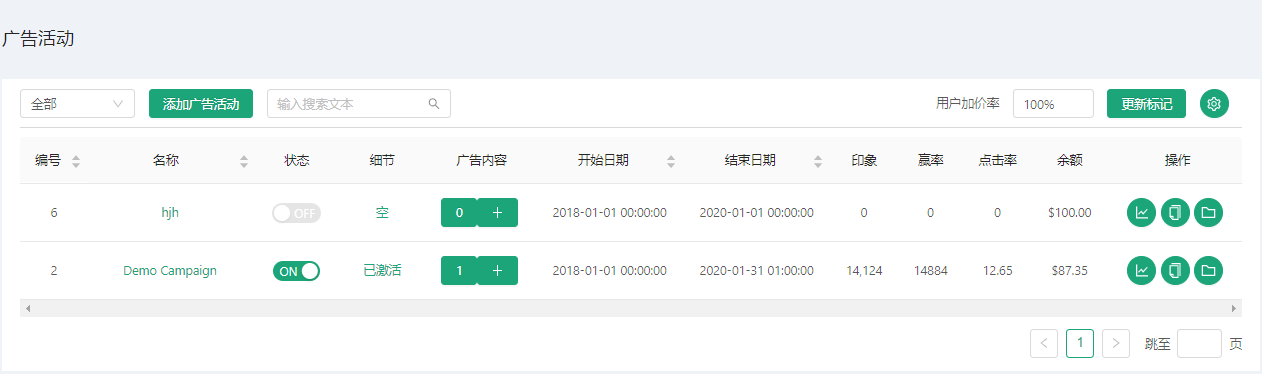 广告活动
全部 添加广告活动 输入搜索文本 用户加价率 100% 更新标记
编号 名称 状态 细节 广告内容 开始日期 结束日期 印象 赢率 点击率 余额 操作
6 hjh OFF 空 0 + 2018-01-01 00:00:00 2020-01-01 00:00:00 0 0 0 $100.00
2 Demo Campaign ON 已激活 1 + 2018-01-01 00:00:00 2020-01-31 01:00:00 14,124 14884 12.65 $87.35
< 1 > 跳至 页